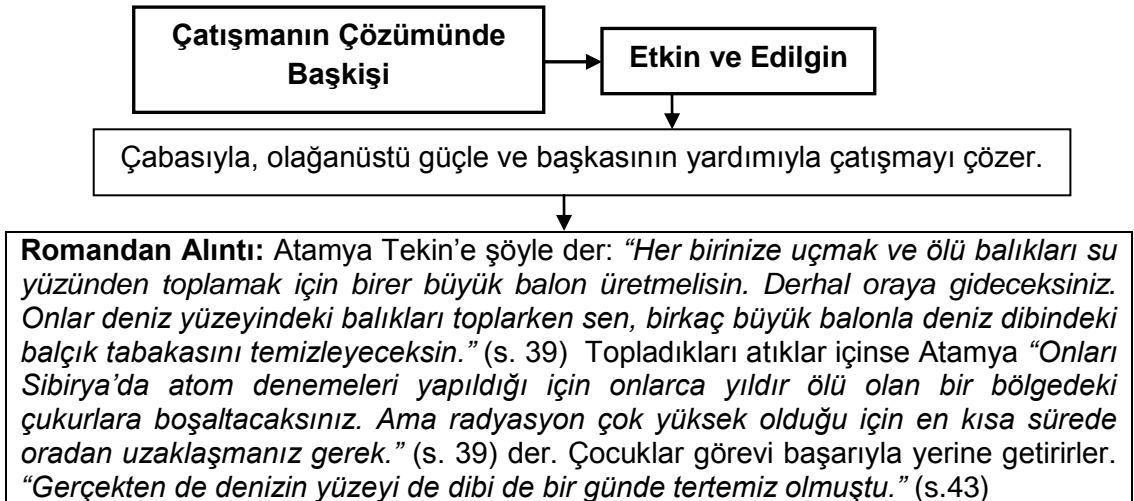 Çatışmanın Çözümünde
Başkişi
Etkin ve Edilgin
Çabasıyla, olağanüstü güçle ve başkasının yardımıyla çatışmayı çözer.
Romandan Alıntı: Atamya Tekin’e şöyle der: “Her birinize uçmak ve ölü balıkları su
yüzünden toplamak için birer büyük balon üretmelisin. Derhal oraya gideceksiniz.
Onlar deniz yüzeyindeki balıkları toplarken sen, birkaç büyük balonla deniz dibindeki
balçık tabakasını temizleyeceksin.” (s. 39) Topladıkları atıklar içinse Atamya “Onları
Sibirya’da atom denemeleri yapıldığı için onlarca yıldır ölü olan bir bölgedeki
çukurlara boşaltacaksınız. Ama radyasyon çok yüksek olduğu için en kısa sürede
oradan uzaklaşmanız gerek.” (s. 39) der. Çocuklar görevi başarıyla yerine getirirler.
“Gerçekten de denizin yüzeyi de dibi de bir günde tertemiz olmuştu.” (s.43)